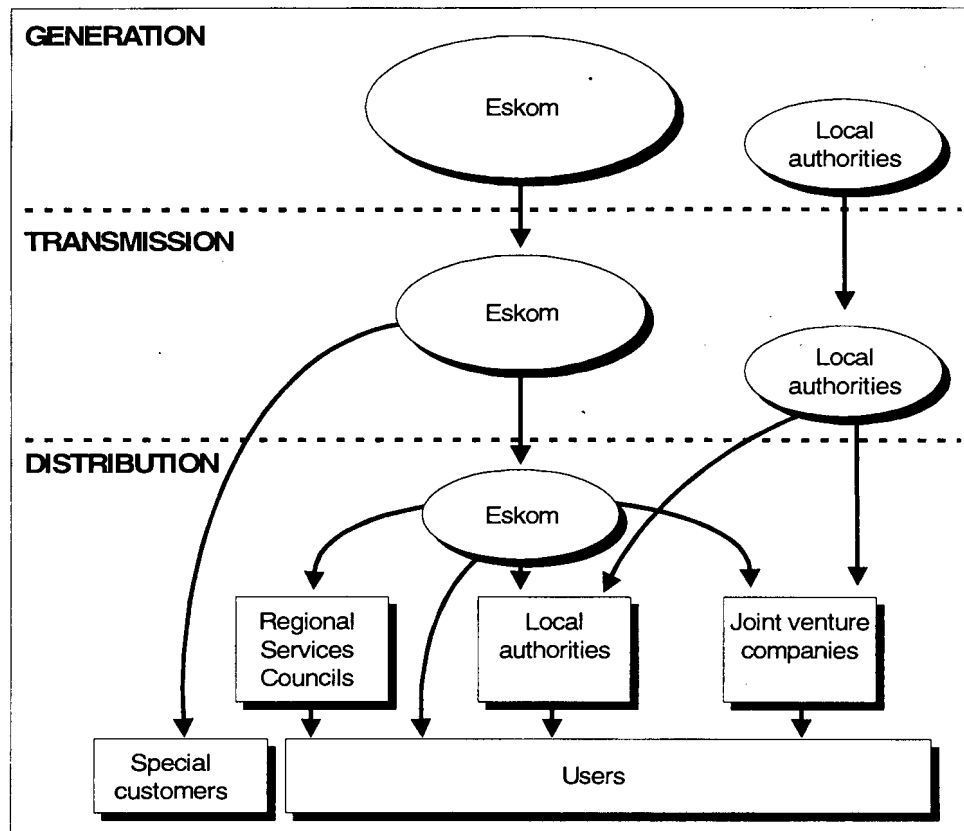 GENERATION
Eskom
Local
authorities
TRANSMISSION
Eskom
Local
authorities
DISTRIBUTION
Eskom
Regional
Services
Councils
Local
authorities
Joint venture
companies
Special
customers
Users